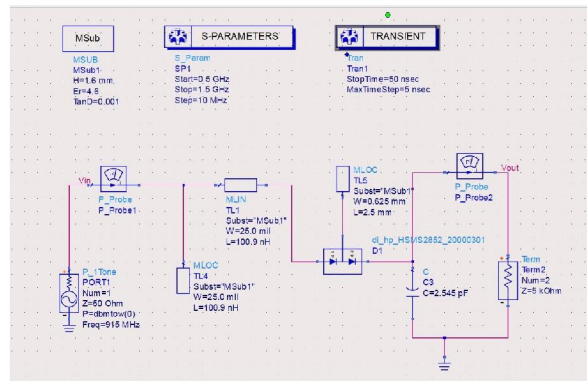 MSub
MSUB
MSub1
H=1.6 mm
Er=4.6
TanD=0.001
S-PARAMETERS
S_Param
SP1
Start=0.5 GHz
Stop=1.5 GHz
Step=10 MHz
TRANSIENT
Tran
Tran1
StopTime=50 nsec
MaxTimeStep=5 nsec
Vin
P_Probe
P_Probe1
MLIN
TL1
Subst="MSub1"
W=25.0 mil
L=100.9 nH
MLOC
TL4
Subst="MSub1"
W=25.0 mil
L=100.9 nH
P_1Tone
PORT1
Num=1
Z=50 Ohm
P=dbmtow(0)
Freq=915 MHz
MLOC
TL5
Subst="MSub1"
W=0.625 mm
L=2.5 mm
di_hp_HSMS2852_20000301
D1
C
C3
C=2.545 pF
Vout
P_Probe
P_Probe2
Term
Term2
Num=2
Z=5 kOhm